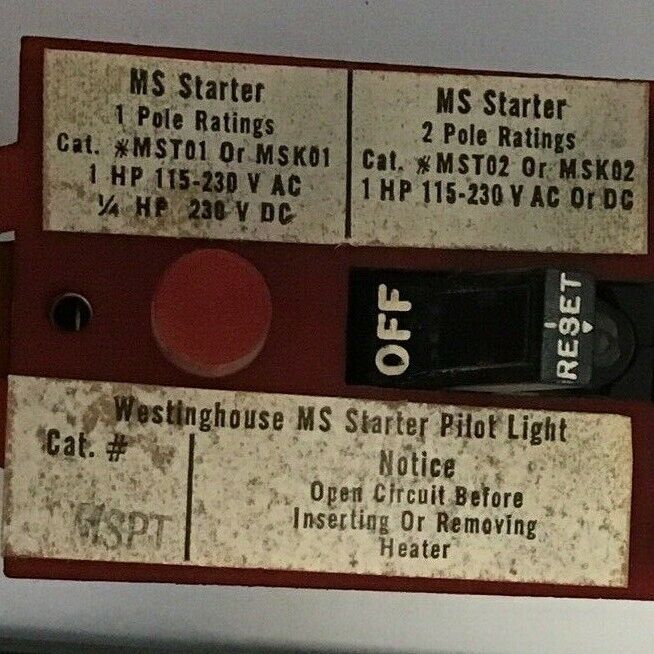 MS Starter
1 Pole Ratings
Cat. *MST01 Or MSK01
1 HP 115-230 V AC
1/4 HP 230 V DC
MS Starter
2 Pole Ratings
Cat. *MST02 Or MSK02
1 HP 115-230 V AC Or DC
OFF
RESET
Westinghouse MS Starter Pilot Light
Cat. #
MSPT
Notice
Open Circuit Before
Inserting Or Removing
Heater